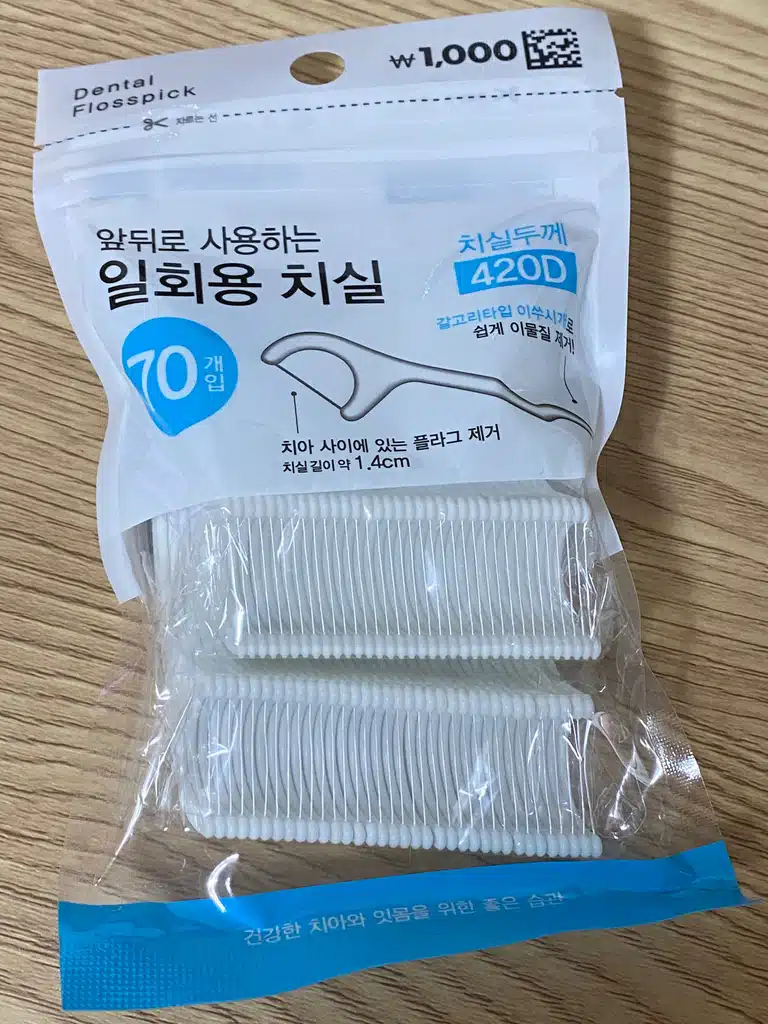 Dental
Flosspick
₩1,000
자르는 선
앞뒤로 사용하는
일회용 치실
치실두께
420D
갈고리타입 이쑤시개로
쉽게 이물질 제거!
70개입
치아 사이에 있는 플라그 제거
치실길이 약 1.4cm
건강한 치아와 잇몸을 위한 좋은 습관